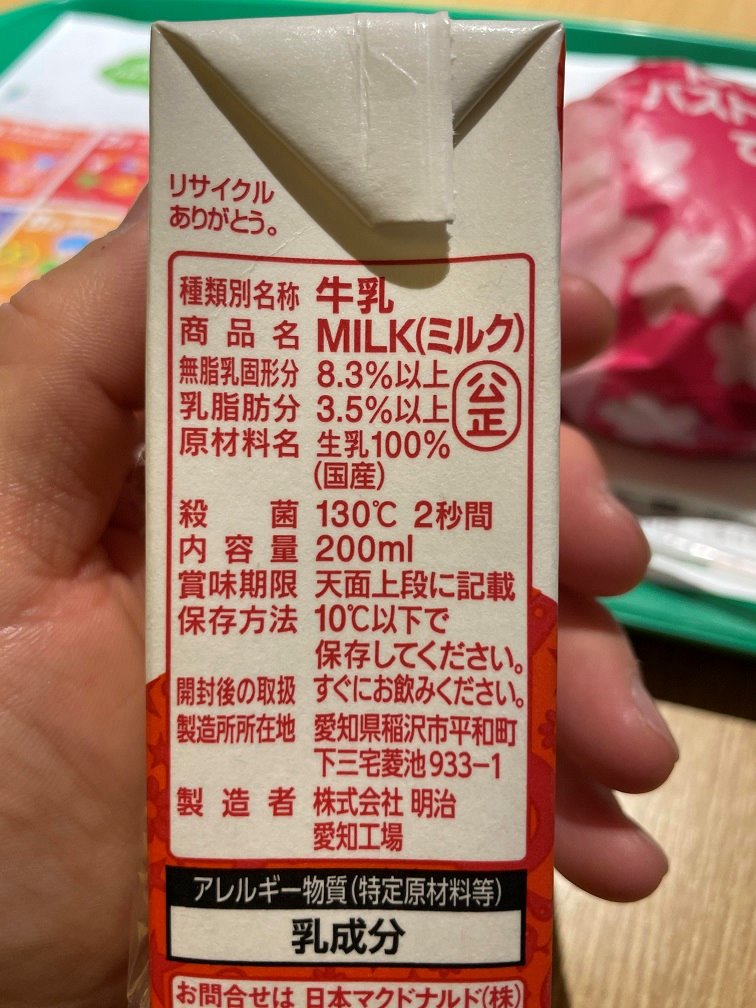 リサイクル
ありがとう。
種類別名称 牛乳
商品名 MILK(ミルク)
無脂乳固形分 8.3%以上
乳脂肪分 3.5%以上
公正
原材料名 生乳100%
(国産)
殺菌 130℃ 2秒間
内容量 200ml
賞味期限 天面上段に記載
保存方法 10℃以下で
保存してください。
開封後の取扱 すぐにお飲みください。
製造所所在地 愛知県稲沢市平和町
下三宅菱池933-1
製造者 株式会社 明治
愛知工場
アレルギー物質(特定原材料等)
乳成分
お問合せは 日本マクドナルド(株)
バスト